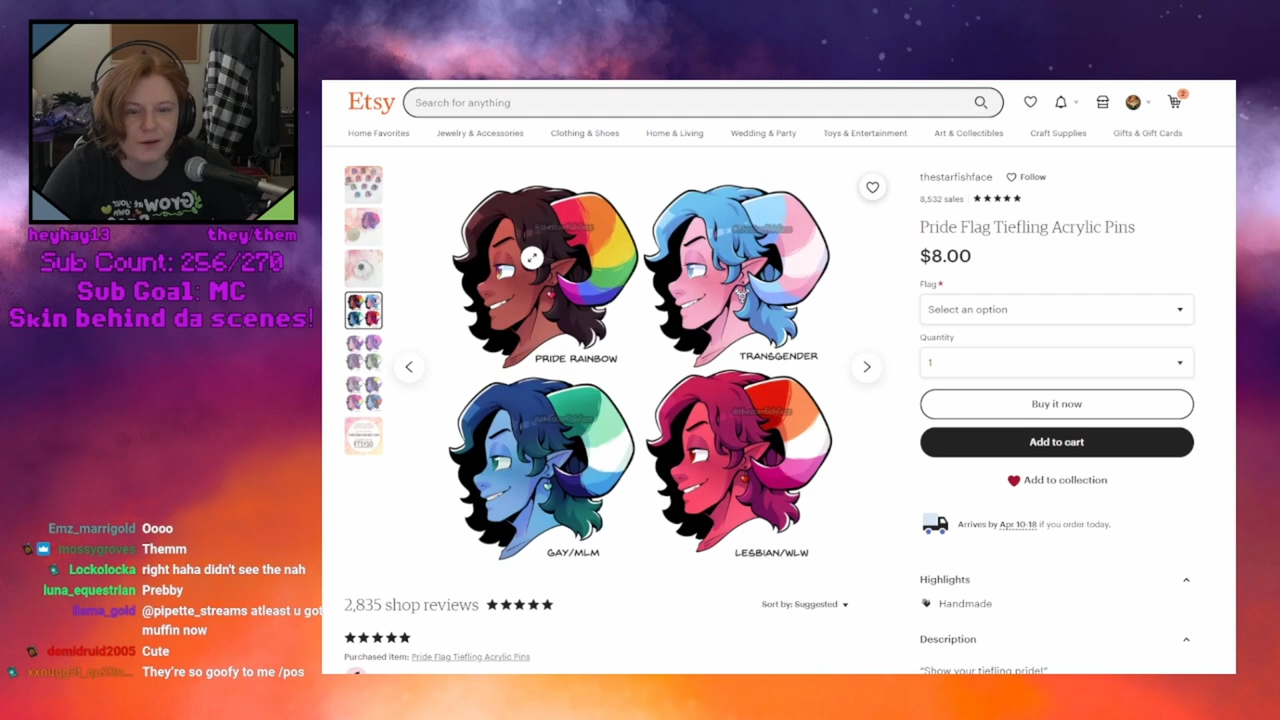 heyhay13
they/them
Sub Count: 256/270
Sub Goal: MC
Skin behind da scenes!
Emz_marrigold Oooo
mossygroves Themm
Lockolocka right haha didn't see the nah
luna_equestrian Prebby
llama_gold @pipette_streams atleast u got
muffin now
demidruid2005 Cute
They're so goofy to me /pos
Etsy
Search for anything
2
Home Favorites
Jewelry & Accessories
Clothing & Shoes
Home & Living
Wedding & Party
Toys & Entertainment
Art & Collectibles
Craft Supplies
Gifts & Gift Cards
PRIDE RAINBOW
TRANSGENDER
GAY/MLM
LESBIAN/WLW
2,835 shop reviews
Sort by: Suggested
Purchased item: Pride Flag Tiefling Acrylic Pins
thestarfishface
Follow
8,532 sales
Pride Flag Tiefling Acrylic Pins
$8.00
Flag *
Select an option
Quantity
1
Buy it now
Add to cart
Add to collection
Arrives by Apr 10-18 if you order today.
Highlights
Handmade
Description
"Show your tiefling pride!"